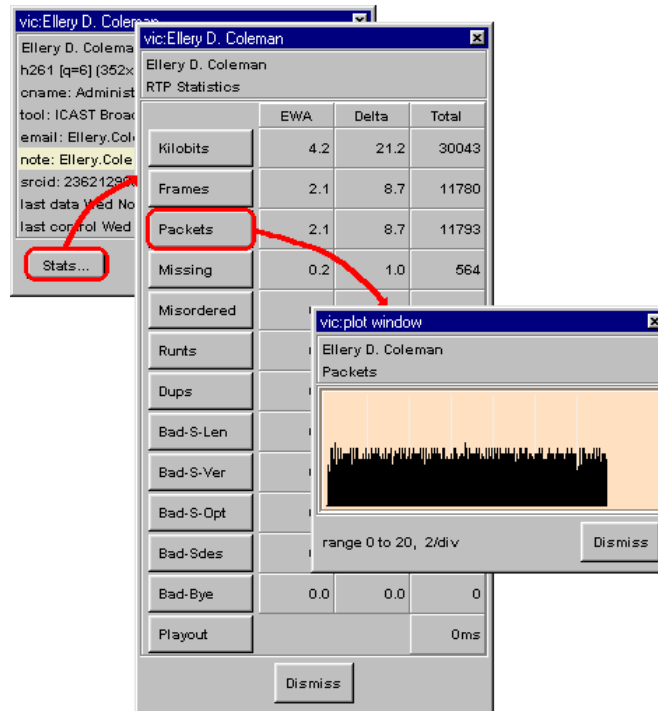 vic:Ellery D. Coleman
Ellery D. Colema
h261 [q=6] (352x
cname: Administ
tool: ICAST Broad
email: Ellery.Col
note: Ellery.Cole
srcid:
last data Wed No
last control Wed
Stats...
vic:Ellery D. Coleman
Ellery D. Coleman
RTP Statistics
EWA Delta Total
Kilobits 4.2 21.2 30043
Frames 2.1 8.7 11780
Packets 2.1 8.7 11793
Missing 0.2 1.0 564
Misordered
Runts
Dups
Bad-S-Len
Bad-S-Ver
Bad-S-Opt
Bad-Sdes
Bad-Bye 0.0 0.0 0
Playout 0ms
Dismiss
vic:plot window
Ellery D. Coleman
Packets
range 0 to 20, 2/div
Dismiss